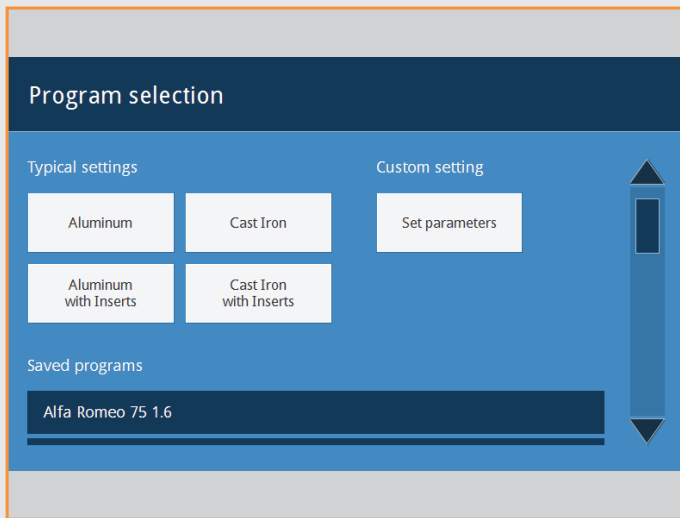 Program selection
Typical settings
Custom setting
Aluminum
Cast Iron
Set parameters
Aluminum
with Inserts
Cast Iron
with Inserts
Saved programs
Alfa Romeo 75 1.6